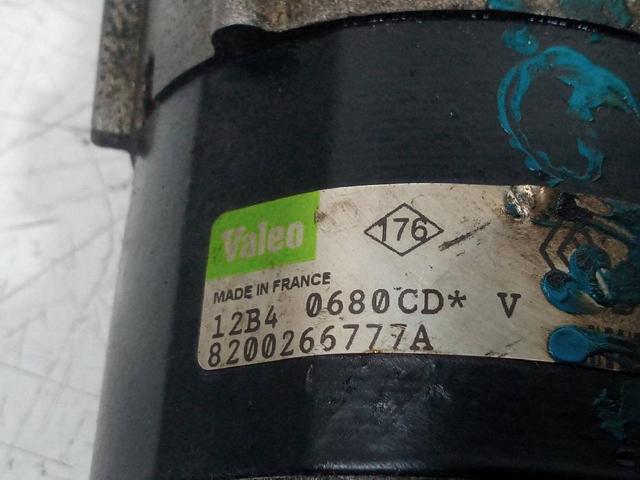 Valeo
176
MADE IN FRANCE
12B4 0680CD* V
8200266777A